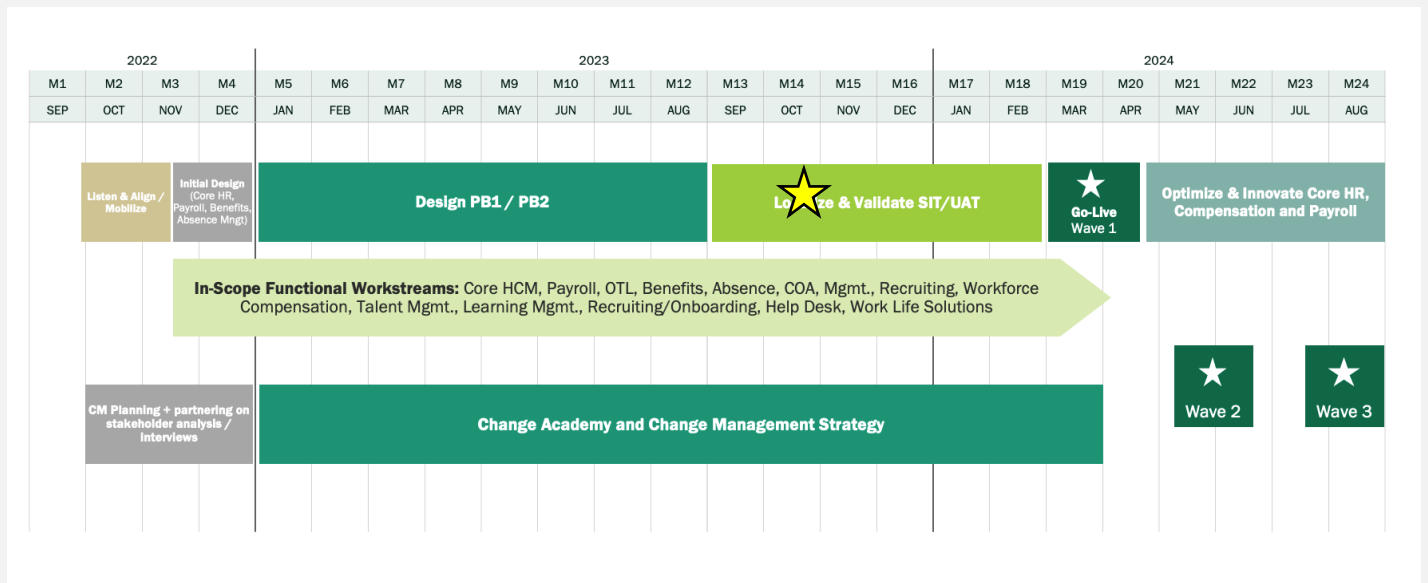 2022 2023 2024
M1 M2 M3 M4 M5 M6 M7 M8 M9 M10 M11 M12 M13 M14 M15 M16 M17 M18 M19 M20 M21 M22 M23 M24
SEP OCT NOV DEC JAN FEB MAR APR MAY JUN JUL AUG SEP OCT NOV DEC JAN FEB MAR APR MAY JUN JUL AUG
Listen & Align /
Mobilize
Initial Design
(Core HR,
Payroll, Benefits,
Absence Mngt)
Design PB1 / PB2
& Validate SIT/UAT
Go-Live
Wave 1
Optimize & Innovate Core HR,
Compensation and Payroll
In-Scope Functional Workstreams: Core HCM, Payroll, OTL, Benefits, Absence, COA, Mgmt., Recruiting, Workforce
Compensation, Talent Mgmt., Learning Mgmt., Recruiting/Onboarding, Help Desk, Work Life Solutions
Wave 2
Wave 3
CM Planning + partnering on
stakeholder analysis /
interviews
Change Academy and Change Management Strategy